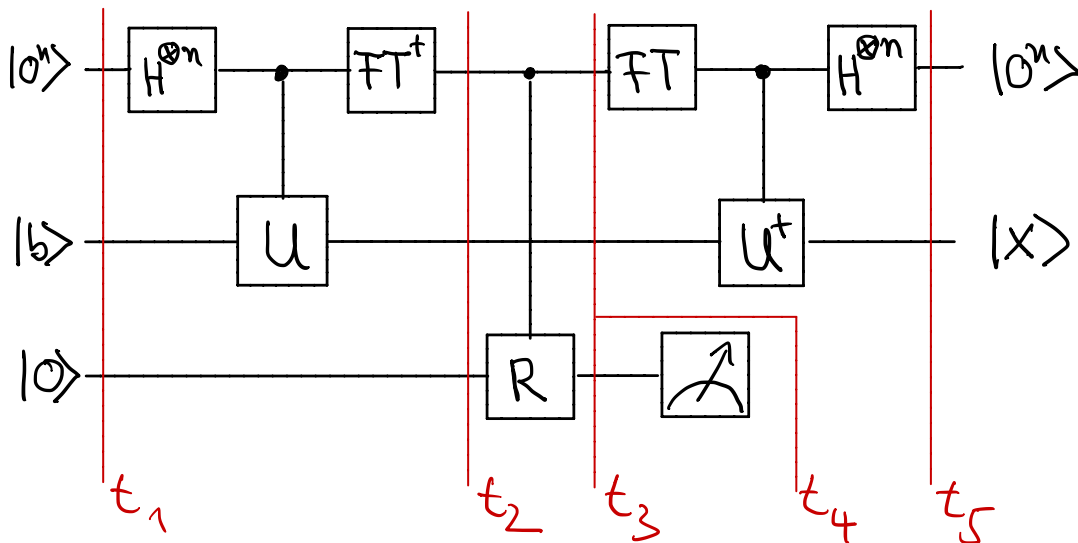 |0ⁿ⟩ H^⊗n FT† FT H^⊗n |0ⁿ⟩
|b⟩ U U† |x⟩
|0⟩ R
t₁ t₂ t₃ t₄ t₅